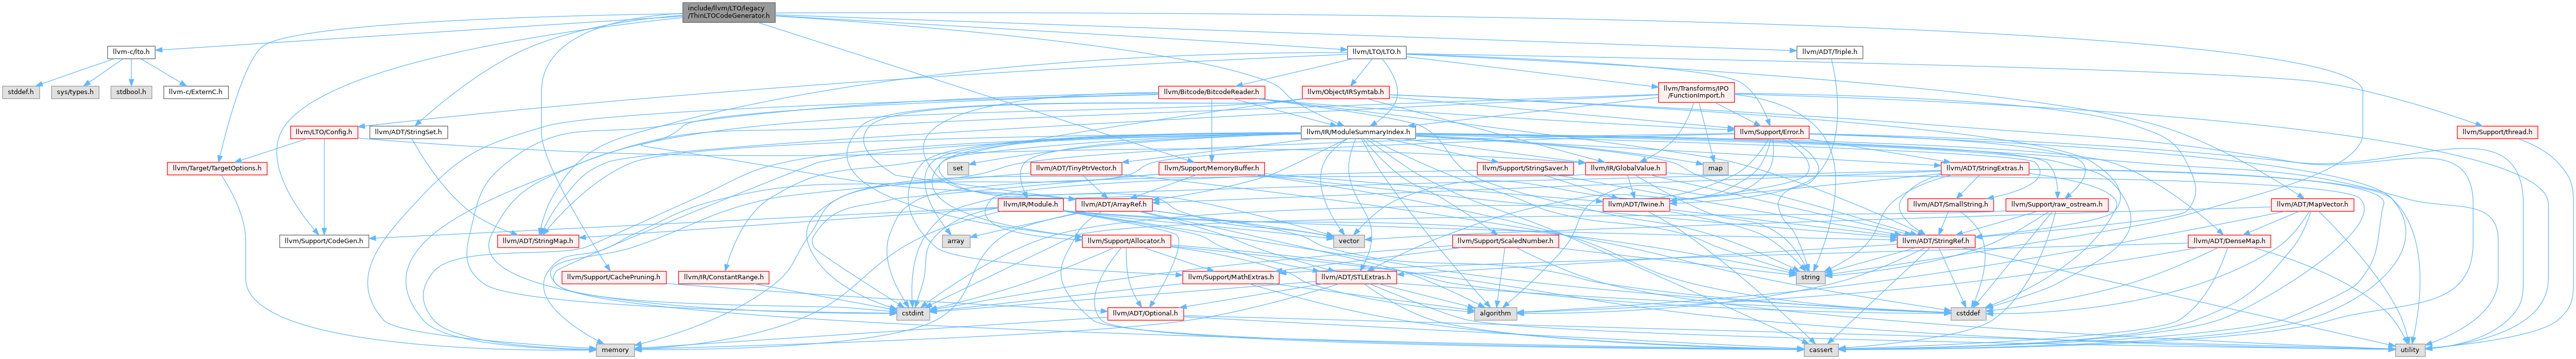 include/llvm/LTO/legacy
/ThinLTOCodeGenerator.h
llvm-c/lto.h
llvm/LTO/LTO.h
llvm/ADT/Triple.h
stddef.h
sys/types.h
stdbool.h
llvm-c/ExternC.h
llvm/Bitcode/BitcodeReader.h
llvm/Object/IRSymtab.h
llvm/Transforms/IPO
/FunctionImport.h
llvm/LTO/Config.h
llvm/ADT/StringSet.h
llvm/IR/ModuleSummaryIndex.h
llvm/Support/Error.h
llvm/Support/thread.h
llvm/Target/TargetOptions.h
set
llvm/ADT/TinyPtrVector.h
llvm/Support/MemoryBuffer.h
llvm/Support/StringSaver.h
llvm/IR/GlobalValue.h
map
llvm/ADT/StringExtras.h
llvm/IR/Module.h
llvm/ADT/ArrayRef.h
llvm/ADT/Twine.h
llvm/ADT/SmallString.h
llvm/Support/raw_ostream.h
llvm/ADT/MapVector.h
llvm/Support/CodeGen.h
llvm/ADT/StringMap.h
array
llvm/Support/Allocator.h
vector
llvm/Support/ScaledNumber.h
llvm/ADT/StringRef.h
llvm/ADT/DenseMap.h
llvm/Support/CachePruning.h
llvm/IR/ConstantRange.h
llvm/Support/MathExtras.h
llvm/ADT/STLExtras.h
string
cstdint
llvm/ADT/Optional.h
algorithm
cstddef
memory
cassert
utility